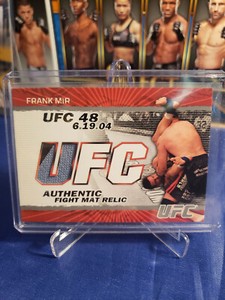 FRANK MIR
UFC 48
6.19.04
UFC
AUTHENTIC
FIGHT MAT RELIC
UFC